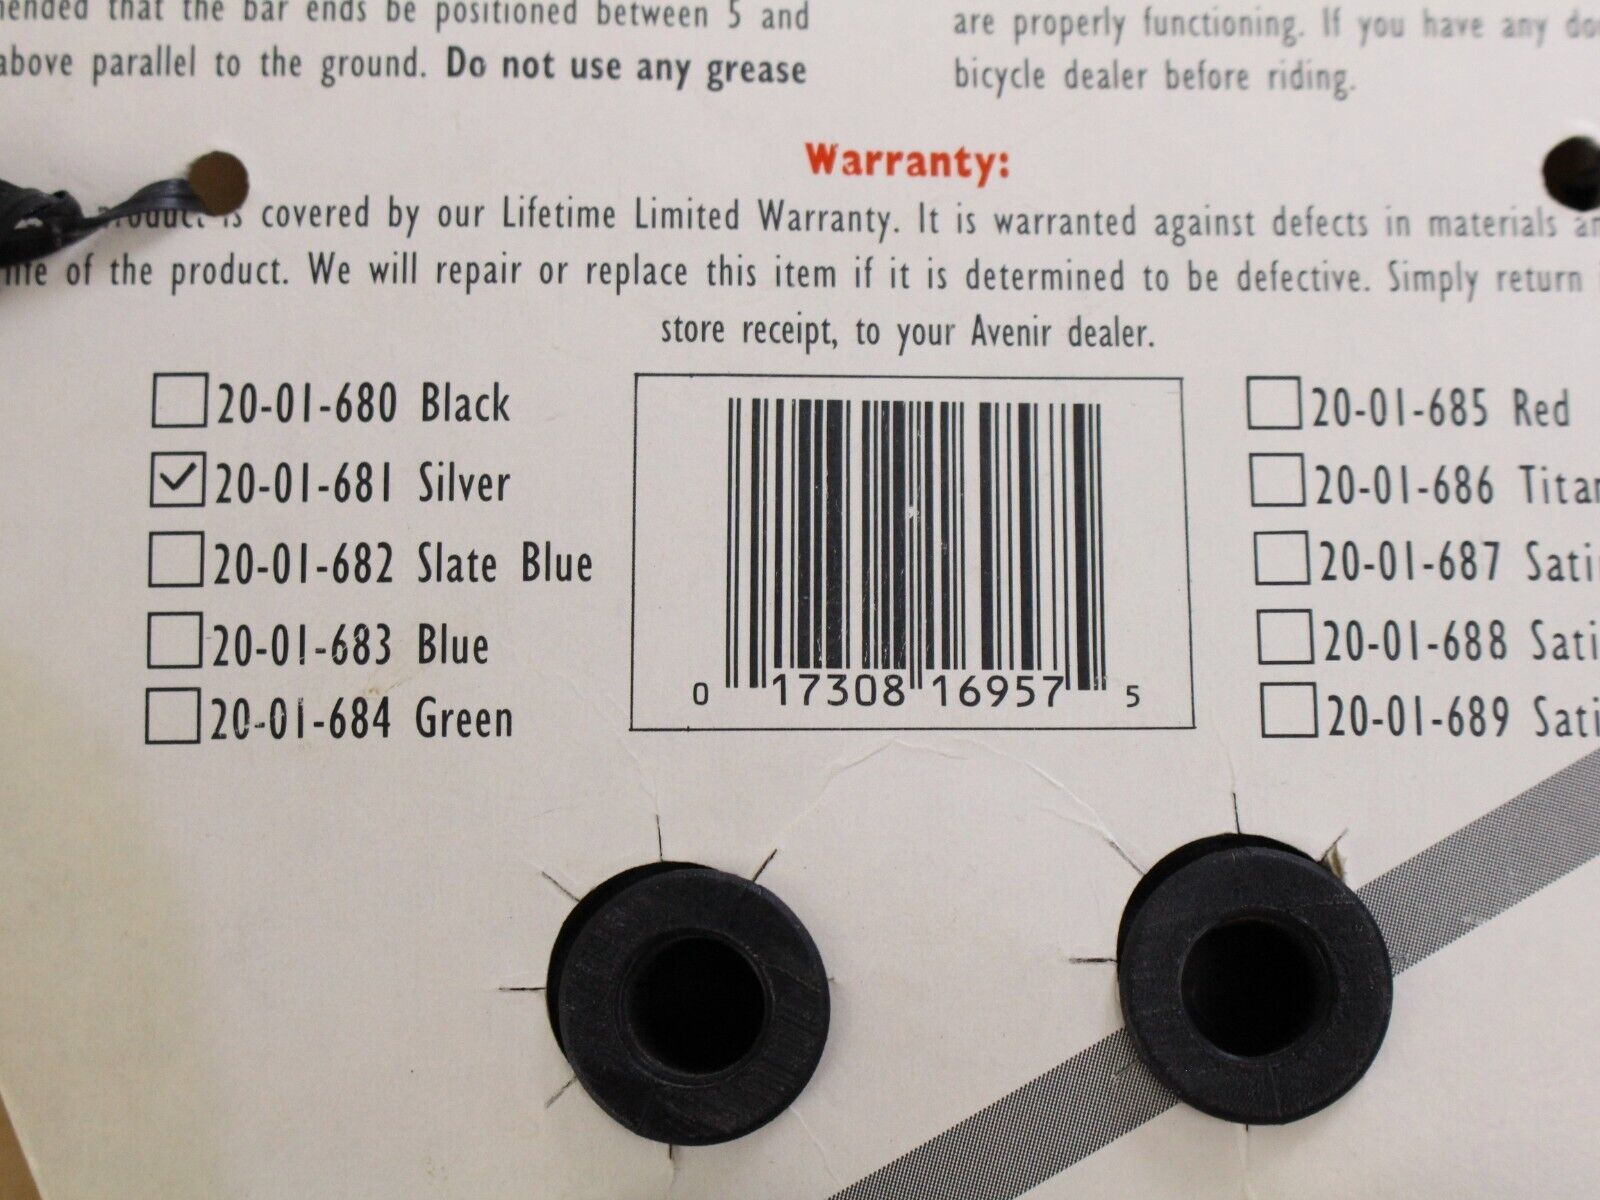 that the bar ends be positioned between 5 and
above parallel to the ground. Do not use any grease
are properly functioning. If you have any
bicycle dealer before riding.
Warranty:
product is covered by our Lifetime Limited Warranty. It is warranted against defects in materials
life of the product. We will repair or replace this item if it is determined to be defective. Simply return
store receipt, to your Avenir dealer.
20-01-680 Black
20-01-681 Silver
20-01-682 Slate Blue
20-01-683 Blue
20-01-684 Green
0 17308 16957 5
20-01-685 Red
20-01-686
20-01-687
20-01-688
20-01-689